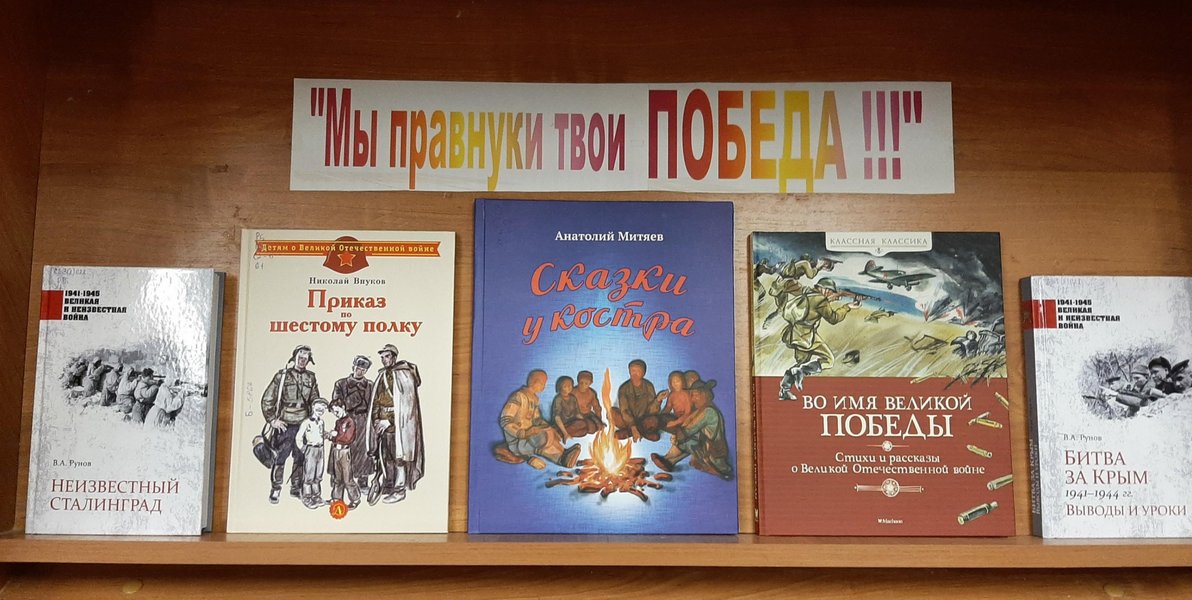 "Мы правнуки твои ПОБЕДА !!!"
1941-1945
ВЕЛИКАЯ
И НЕИЗВЕСТНАЯ
ВОЙНА
В.А. Рунов
НЕИЗВЕСТНЫЙ
СТАЛИНГРАД
Детям о Великой Отечественной войне
Николай Внуков
Приказ
по
шестому полку
Анатолий Митяев
Сказки
у костра
КЛАССНАЯ КЛАССИКА
ВО ИМЯ ВЕЛИКОЙ
ПОБЕДЫ
Стихи и рассказы
о Великой Отечественной войне
Machaon
1941-1945
ВЕЛИКАЯ
И НЕИЗВЕСТНАЯ
ВОЙНА
В.А. Рунов
БИТВА
ЗА КРЫМ
1941–1944 гг.
ВЫВОДЫ И УРОКИ